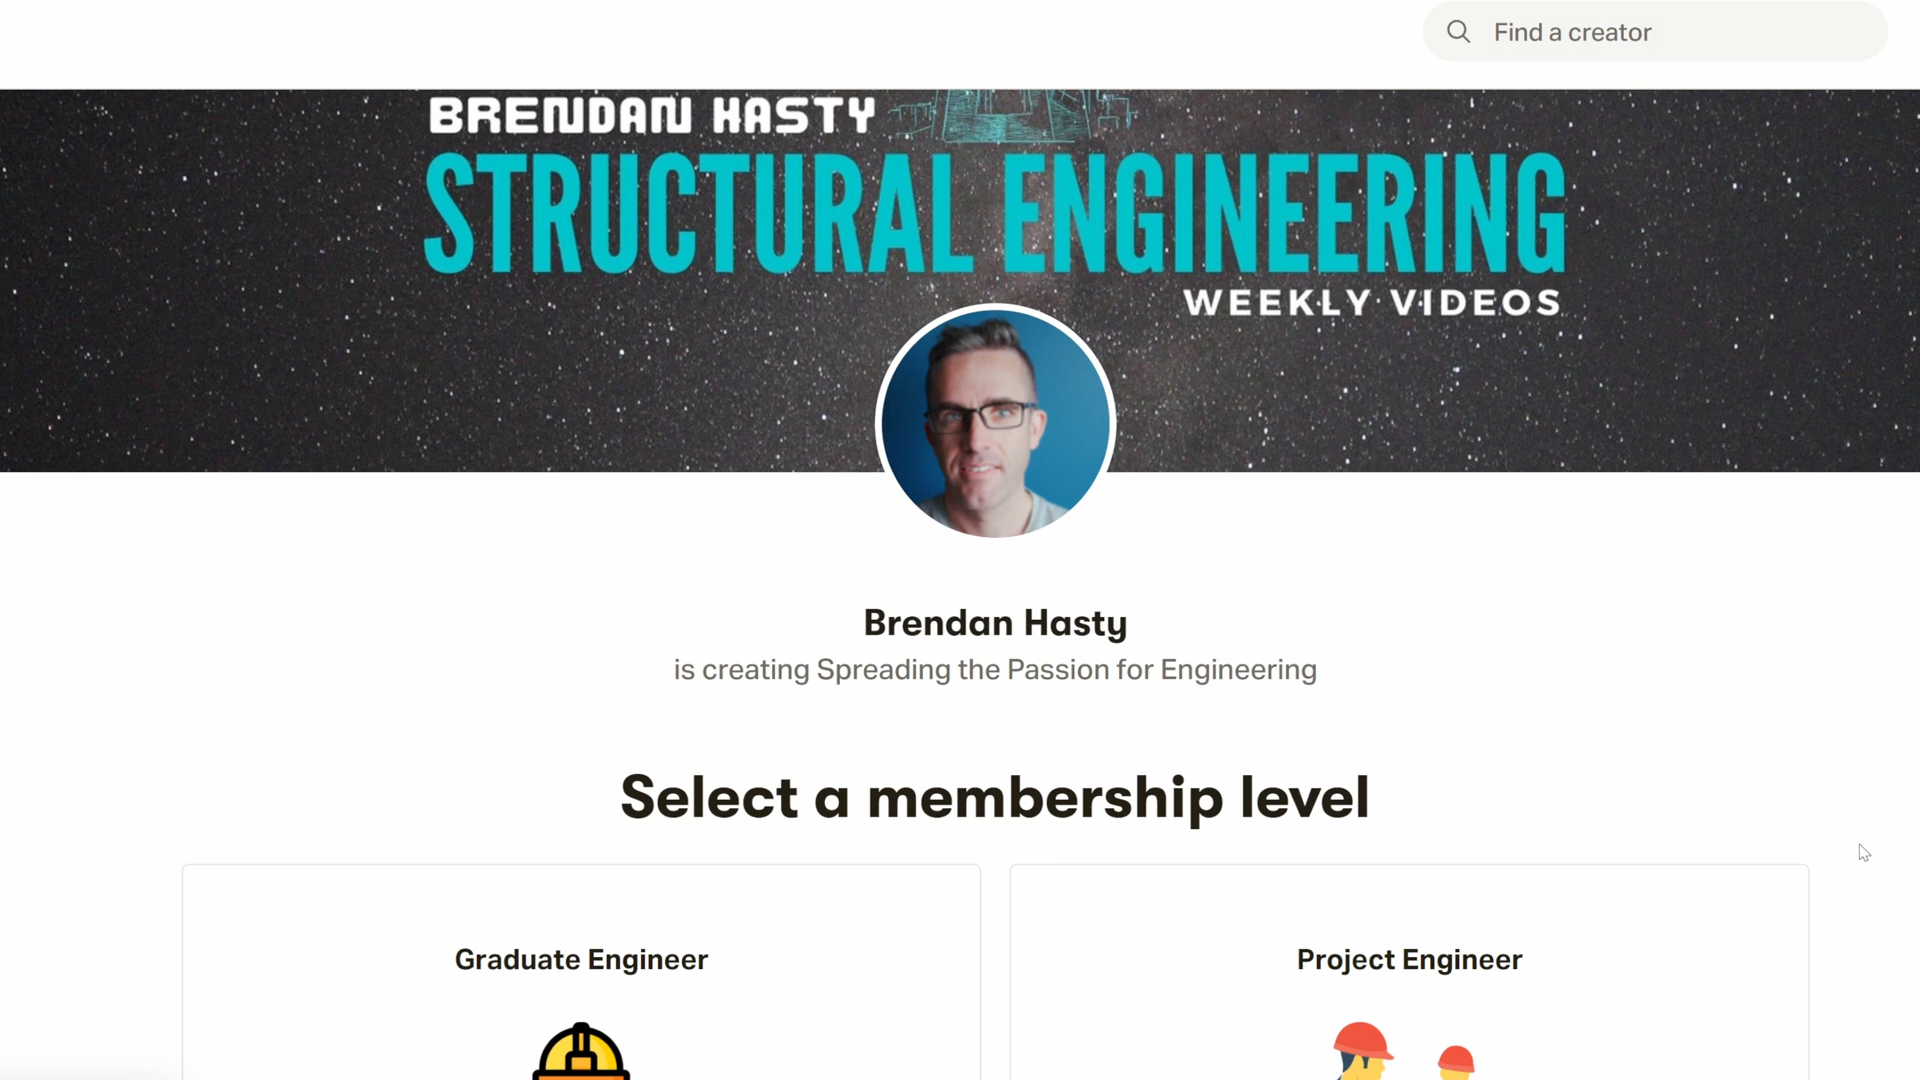 Find a creator
BRENDAN HASTY
STRUCTURAL ENGINEERING
WEEKLY VIDEOS
Brendan Hasty
is creating Spreading the Passion for Engineering
Select a membership level
Graduate Engineer
Project Engineer